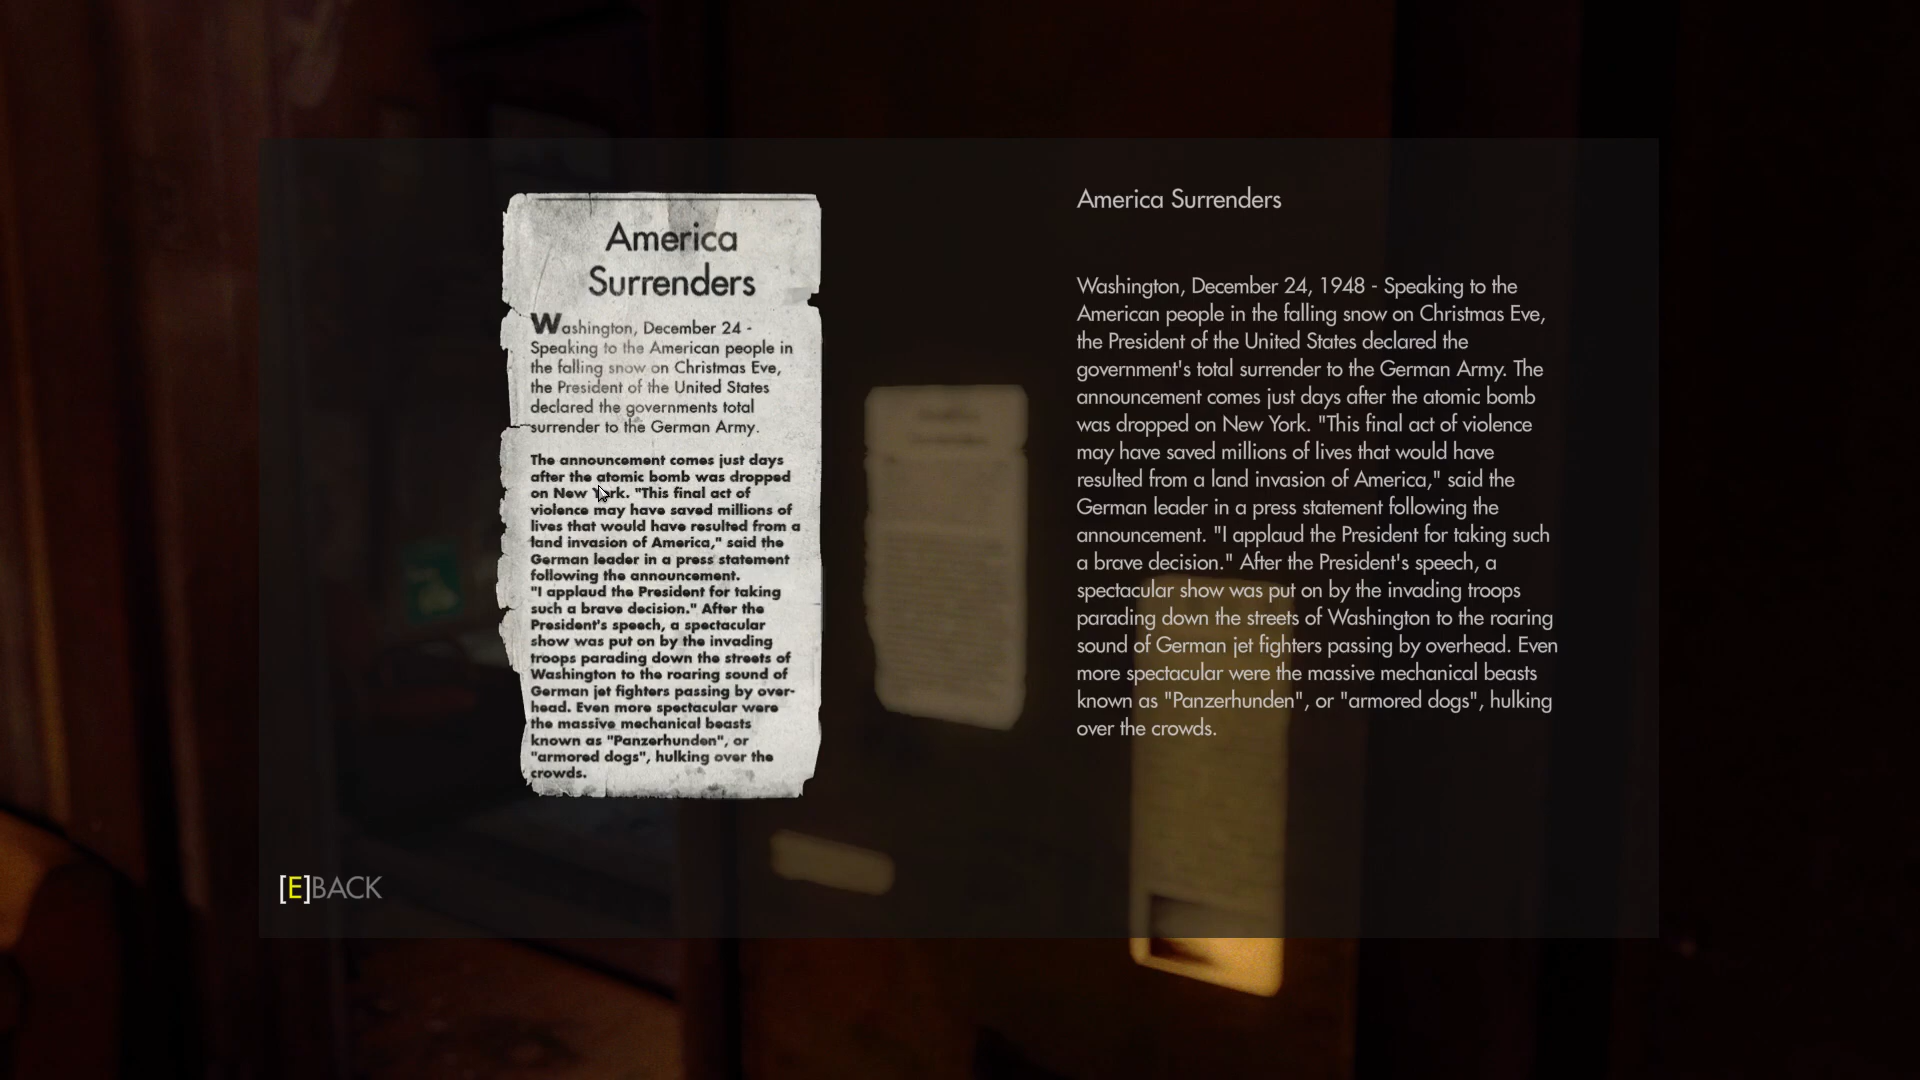 America
Surrenders
Washington, December 24 -
Speaking to the American people in
the falling snow on Christmas Eve,
the President of the United States
declared the governments total
surrender to the German Army.
The announcement comes just days
after the atomic bomb was dropped
on New York. "This final act of
violence may have saved millions of
lives that would have resulted from a
land invasion of America," said the
German leader in a press statement
following the announcement.
"I applaud the President for taking
such a brave decision." After the
President's speech, a spectacular
show was put on by the invading
troops parading down the streets of
Washington to the roaring sound of
German jet fighters passing by over-
head. Even more spectacular were
the massive mechanical beasts
known as "Panzerhunden", or
"armored dogs", hulking over the
crowds.
America Surrenders
Washington, December 24, 1948 - Speaking to the
American people in the falling snow on Christmas Eve,
the President of the United States declared the
government's total surrender to the German Army. The
announcement comes just days after the atomic bomb
was dropped on New York. "This final act of violence
may have saved millions of lives that would have
resulted from a land invasion of America," said the
German leader in a press statement following the
announcement. "I applaud the President for taking such
a brave decision." After the President's speech, a
spectacular show was put on by the invading troops
parading down the streets of Washington to the roaring
sound of German jet fighters passing by overhead. Even
more spectacular were the massive mechanical beasts
known as "Panzerhunden", or "armored dogs", hulking
over the crowds.
[E]BACK